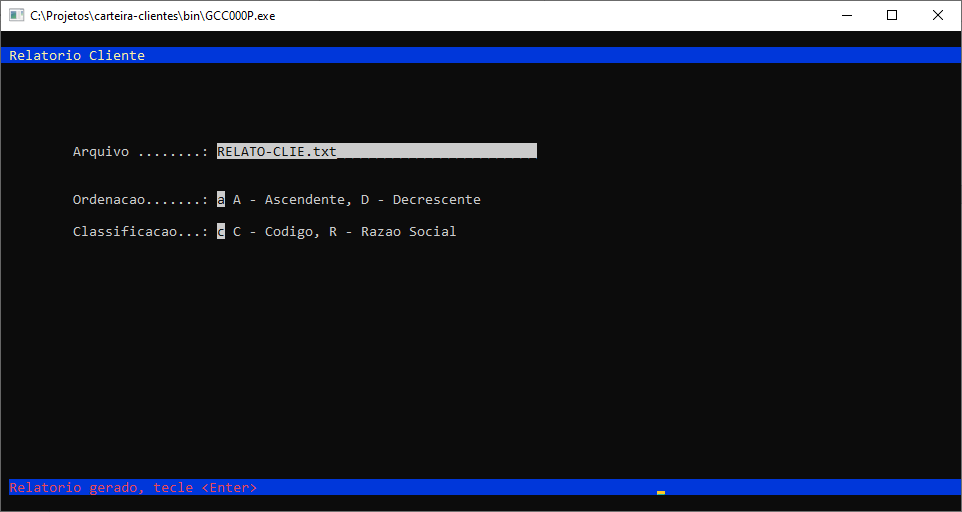 C:\Projetos\carteira-clientes\bin\GCC000P.exe
Relatorio Cliente
Arquivo ........: RELATO-CLIE.txt_________________________
Ordenacao.......: a A - Ascendente, D - Decrescente
Classificacao...: c C - Codigo, R - Razao Social
Relatorio gerado, tecle <Enter>